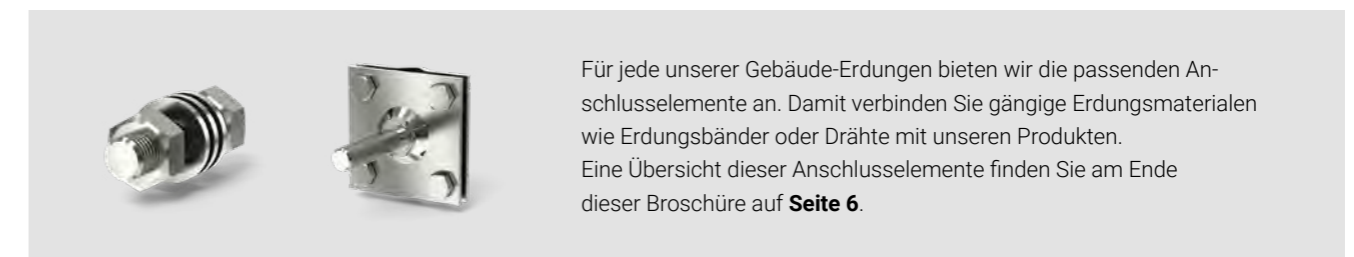 Für jede unserer Gebäude-Erdungen bieten wir die passenden An-
schlusselemente an. Damit verbinden Sie gängige Erdungsmaterialen
wie Erdungsbänder oder Drähte mit unseren Produkten.
Eine Übersicht dieser Anschlusselemente finden Sie am Ende
dieser Broschüre auf Seite 6.